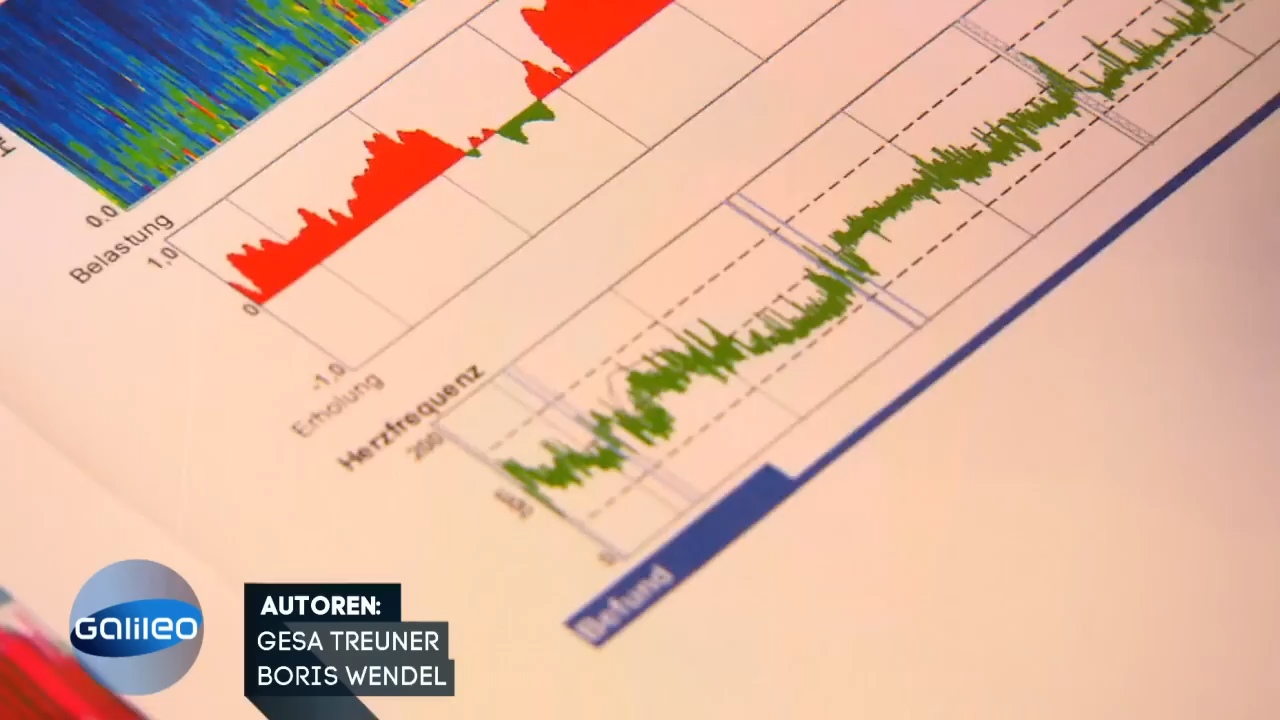 0.0
Belastung
1,0
0
-1.0
Erholung
Herzfrequenz
200
0
Befund
Galileo
AUTOREN:
GESA TREUNER
BORIS WENDEL